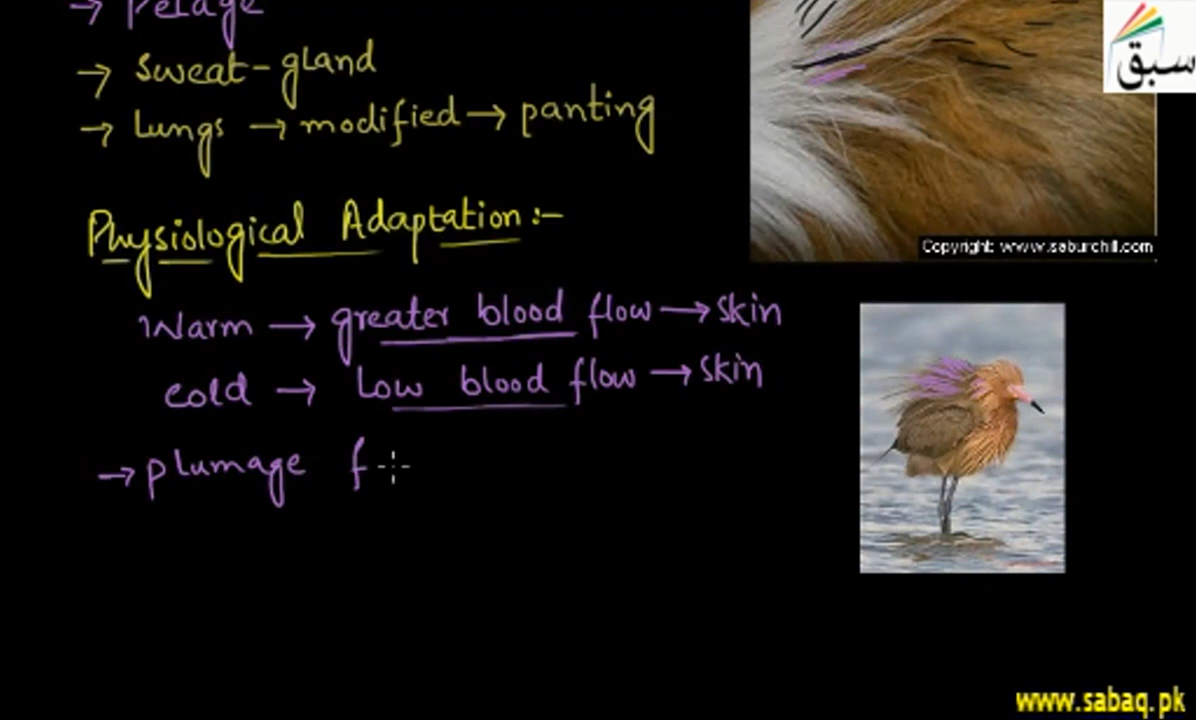 → Pelage
→ Sweat-gland
→ Lungs → modified → panting
Physiological Adaptation:-
Warm → greater blood flow → skin
cold → Low blood flow → skin
→ plumage f
سبق
Copyright: www.saburchill.com
www.sabaq.pk